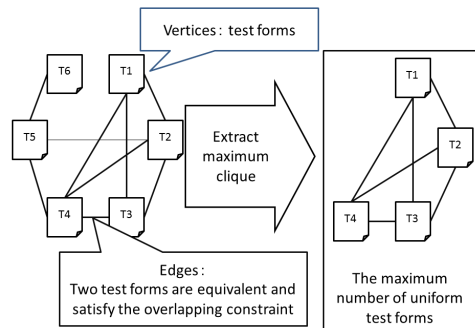 Vertices: test forms
T6
T1
T1
T5
T2
T2
Extract
maximum
clique
T4
T3
T4
T3
Edges:
Two test forms are equivalent and
satisfy the overlapping constraint
The maximum
number of uniform
test forms